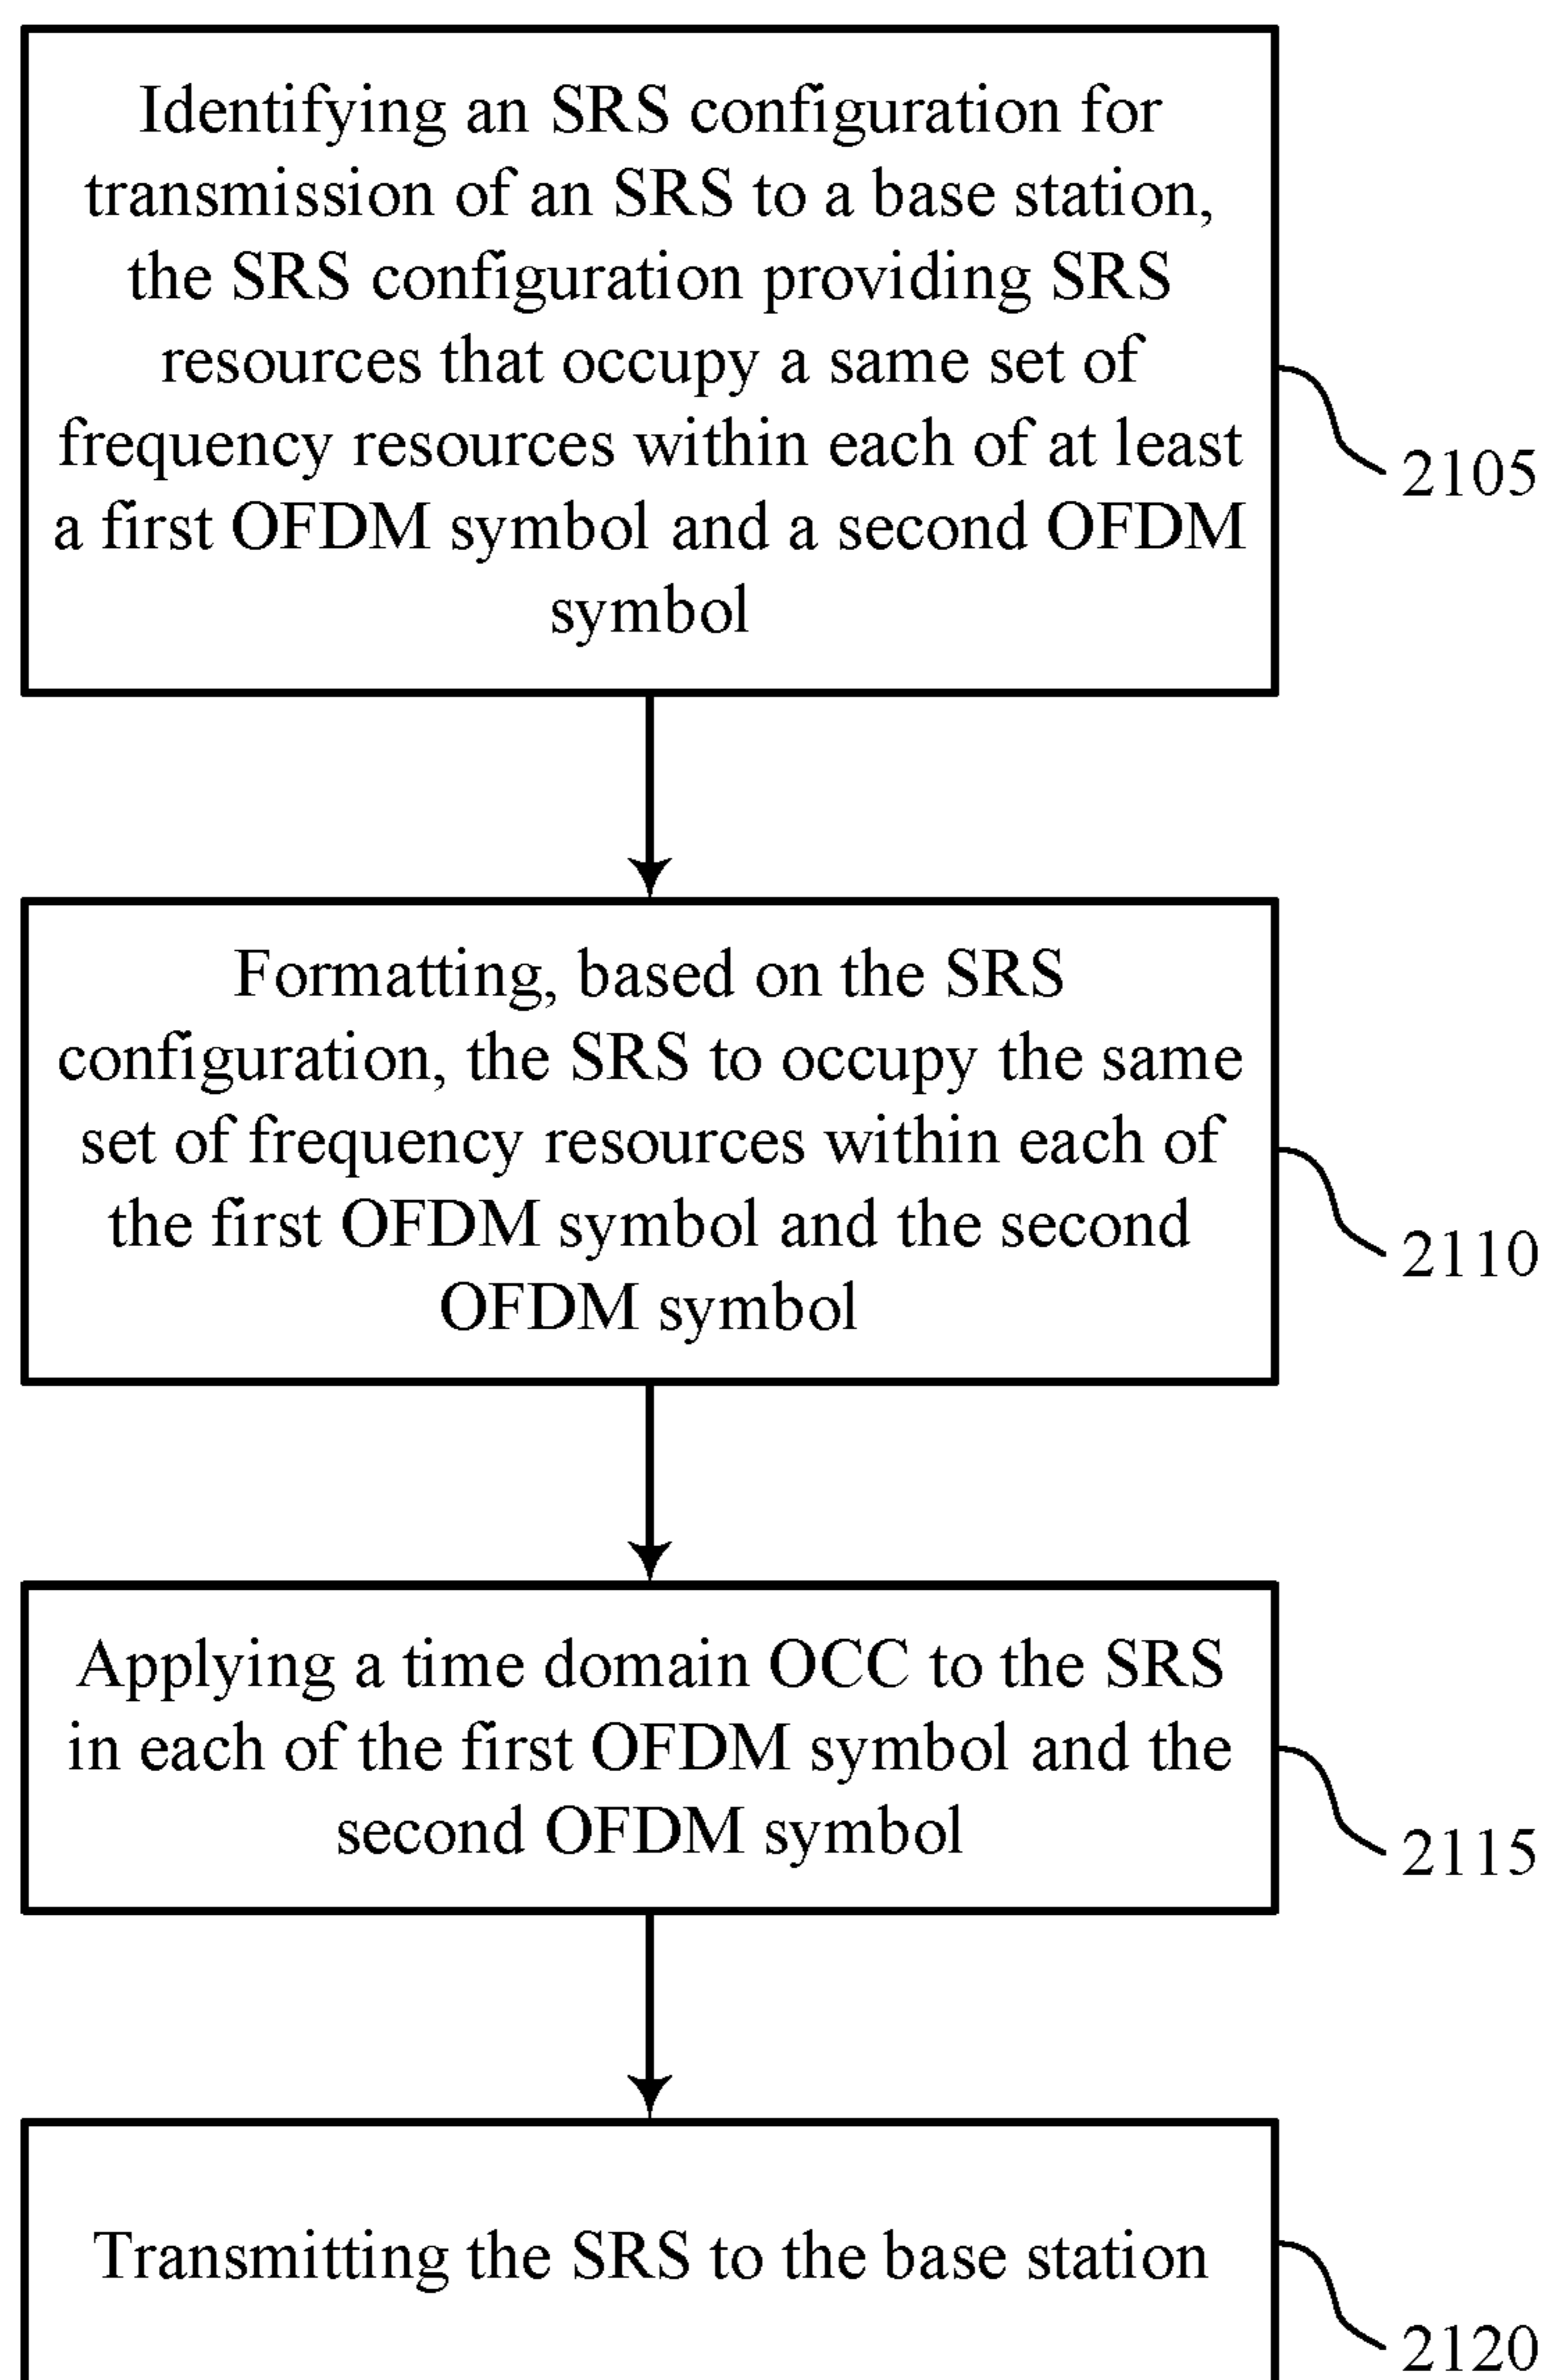 Identifying an SRS configuration for
transmission of an SRS to a base station,
the SRS configuration providing SRS
resources that occupy a same set of
frequency resources within each of at least
a first OFDM symbol and a second OFDM
symbol
2105
Formatting, based on the SRS
configuration, the SRS to occupy the same
set of frequency resources within each of
the first OFDM symbol and the second
OFDM symbol
2110
Applying a time domain OCC to the SRS
in each of the first OFDM symbol and the
second OFDM symbol
2115
Transmitting the SRS to the base station
2120